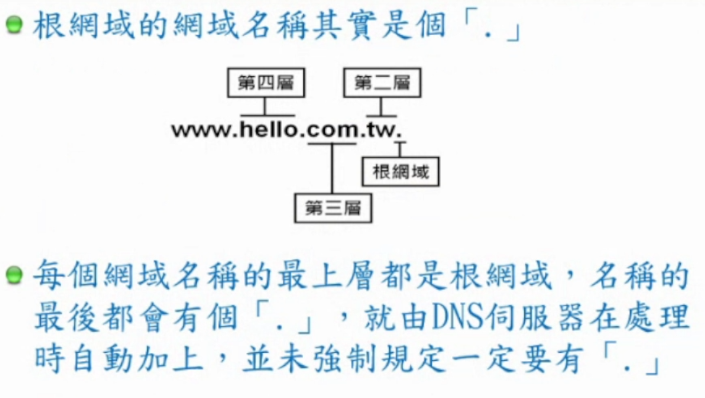 根網域的網域名稱其實是個「.」
第四層 第二層
www.hello.com.tw.
根網域
第三層
每個網域名稱的最上層都是根網域，名稱的
最後都會有個「.」，就由DNS伺服器在處理
時自動加上，並未強制規定一定要有「.」